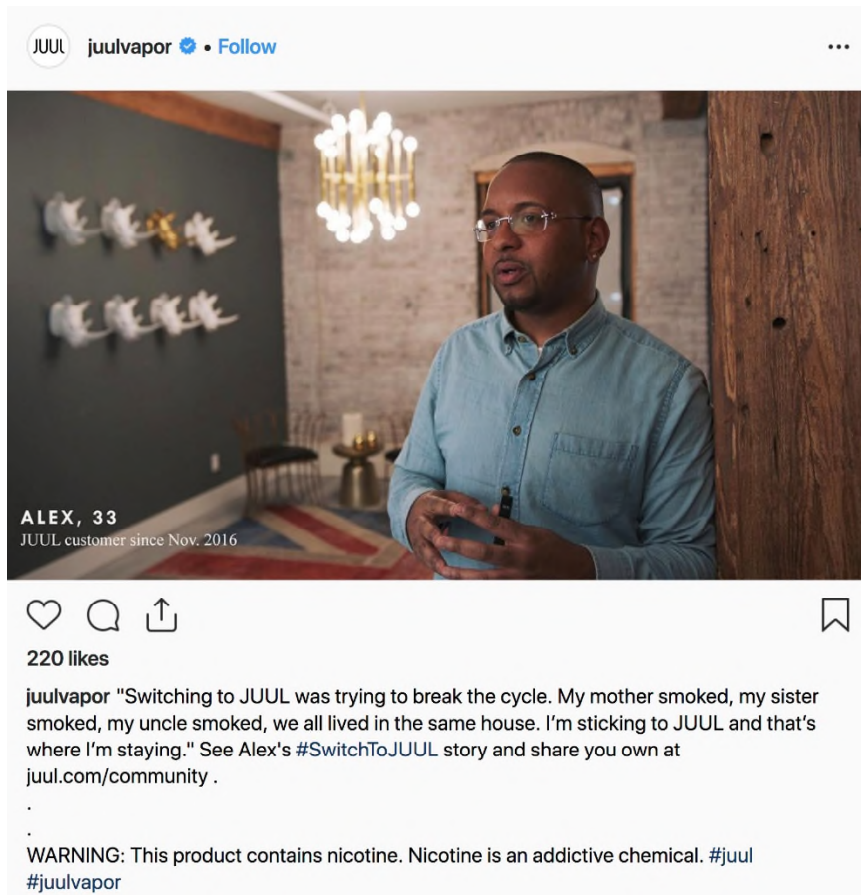 JUUL juulvapor • Follow
ALEX, 33
JUUL customer since Nov. 2016
220 likes
juulvapor "Switching to JUUL was trying to break the cycle. My mother smoked, my sister
smoked, my uncle smoked, we all lived in the same house. I'm sticking to JUUL and that's
where I'm staying." See Alex's #SwitchToJUUL story and share you own at
juul.com/community .
.
.
WARNING: This product contains nicotine. Nicotine is an addictive chemical. #juul
#juulvapor